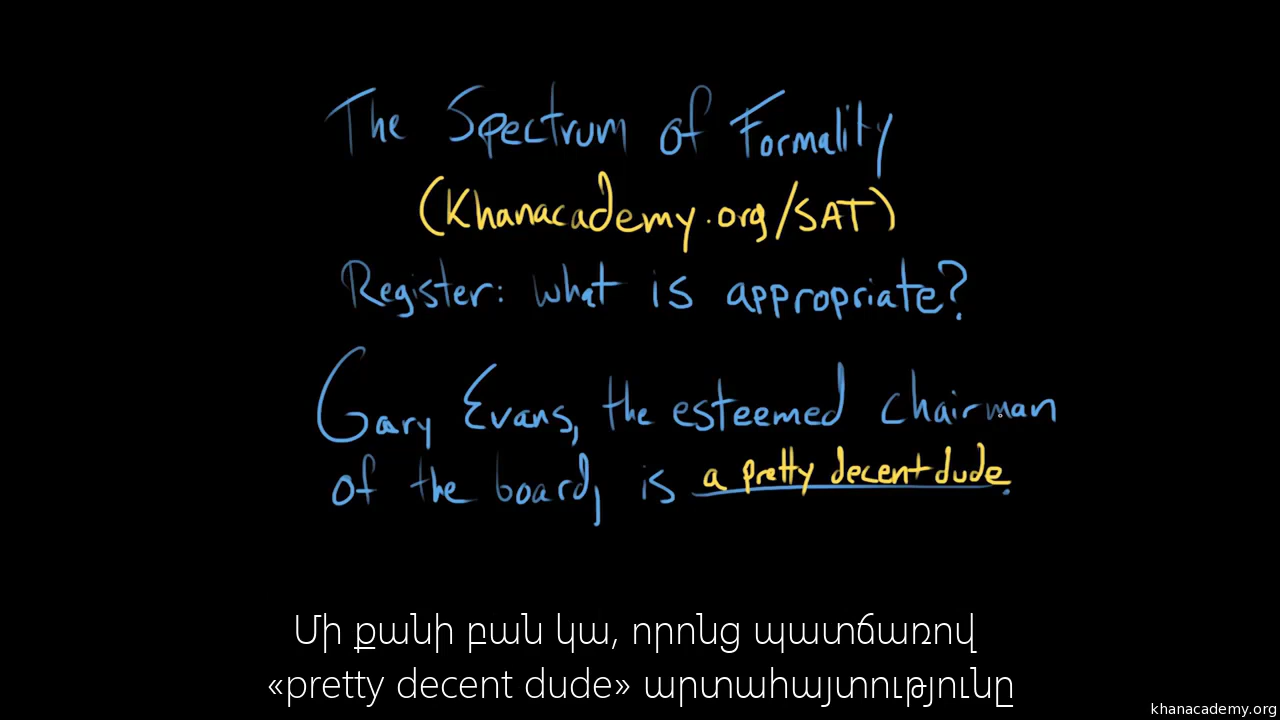 The Spectrum of Formality
(Khanacademy.org/SAT)
Register: what is appropriate?
Gary Evans, the esteemed chairman
of the board, is a pretty decent dude.
Մի քանի բան կա, որոնց պատճառով
«pretty decent dude» արտահայտությունը
khanacademy.org